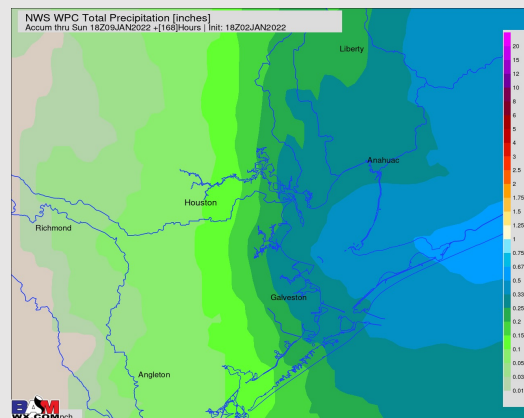 NWS WPC Total Precipitation [inches]
Accum thru Sun 18Z09JAN2022 +[168]Hours | Init: 18Z02JAN2022
Liberty
Anahuac
Houston
Richmond
Galveston
Angleton
20
15
12
10
8
6
5
4
3
2.5
2
1.75
1.5
1.25
1
0.75
0.67
0.5
0.33
0.25
0.2
0.15
0.1
0.05
0.03
0.01
BAM
WX.COM